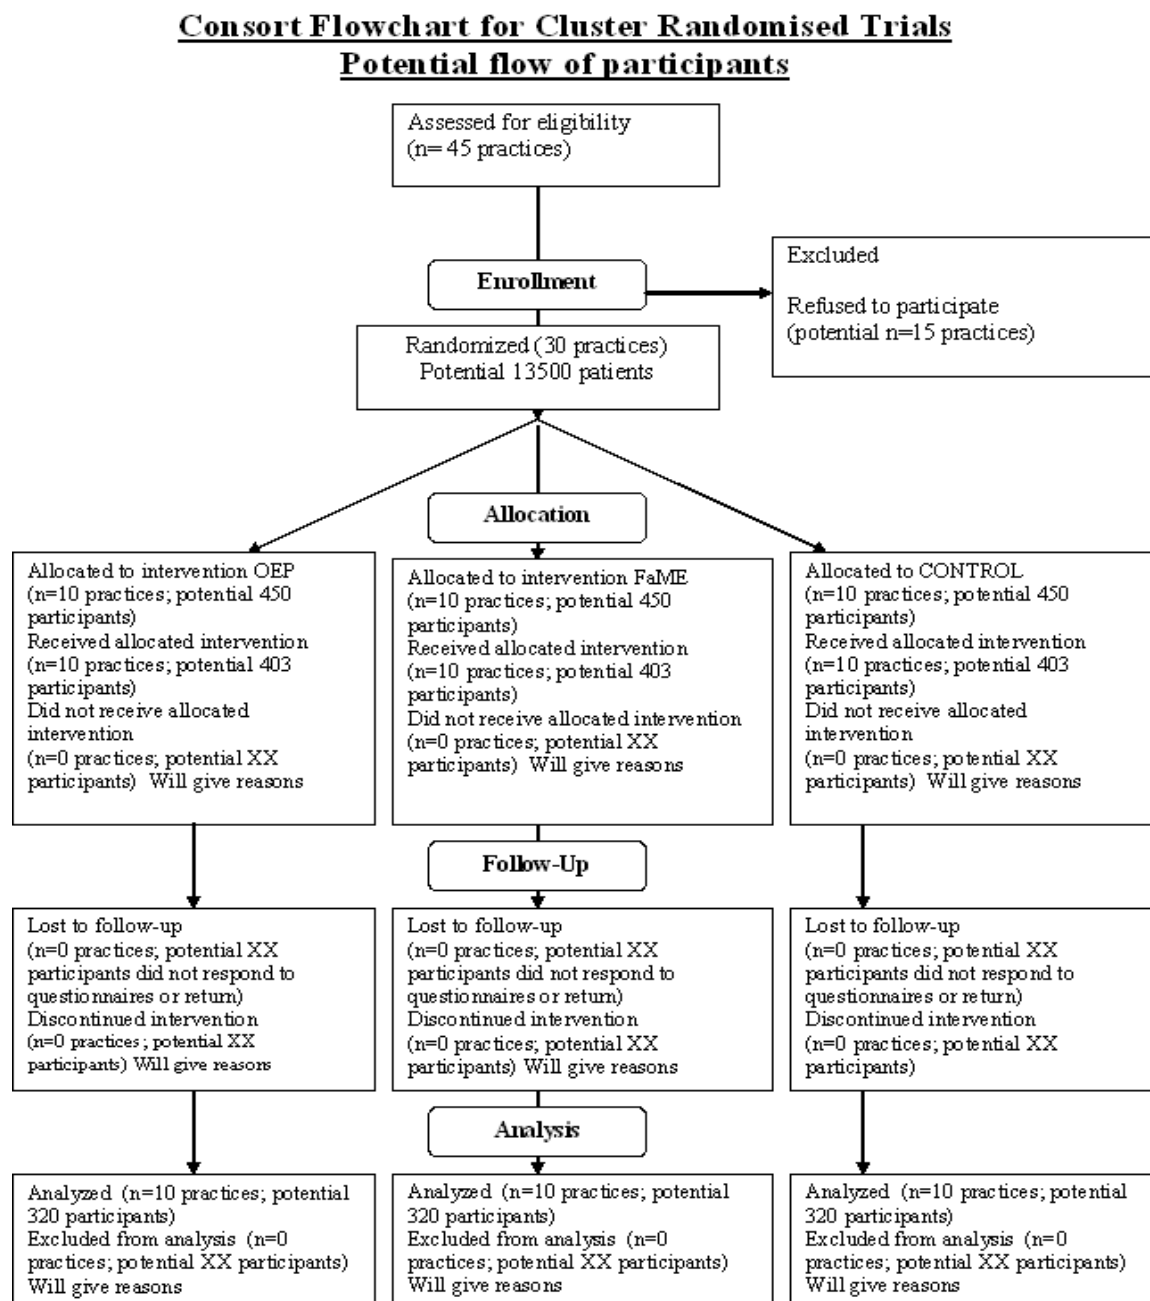 Consort Flowchart for Cluster Randomised Trials
Potential flow of participants
Assessed for eligibility
(n= 45 practices)
Enrollment
Excluded
Refused to participate
(potential n=15 practices)
Randomized (30 practices)
Potential 13500 patients
Allocation
Allocated to intervention OEP
(n=10 practices; potential 450
participants)
Received allocated intervention
(n=10 practices; potential 403
participants)
Did not receive allocated
intervention
(n=0 practices; potential XX
participants)  Will give reasons
Allocated to intervention FaME
(n=10 practices; potential 450
participants)
Received allocated intervention
(n=10 practices; potential 403
participants)
Did not receive allocated intervention
(n=0 practices; potential XX
participants)  Will give reasons
Allocated to CONTROL
(n=10 practices; potential 450
participants)
Received allocated intervention
(n=10 practices; potential 403
participants)
Did not receive allocated
intervention
(n=0 practices; potential XX
participants)  Will give reasons
Follow-Up
Lost to follow-up
(n=0 practices; potential XX
participants did not respond to
questionnaires or return)
Discontinued intervention
(n=0 practices; potential XX
participants) Will give reasons
Lost to follow-up
(n=0 practices; potential XX
participants did not respond to
questionnaires or return)
Discontinued intervention
(n=0 practices; potential XX
participants) Will give reasons
Lost to follow-up
(n=0 practices; potential XX
participants did not respond to
questionnaires or return)
Discontinued intervention
(n=0 practices; potential XX
participants)
Analysis
Analyzed (n=10 practices; potential
320 participants)
Excluded from analysis (n=0
practices; potential XX participants)
Will give reasons
Analyzed (n=10 practices; potential
320 participants)
Excluded from analysis (n=0
practices; potential XX participants)
Will give reasons
Analyzed (n=10 practices; potential
320 participants)
Excluded from analysis (n=0
practices; potential XX participants)
Will give reasons